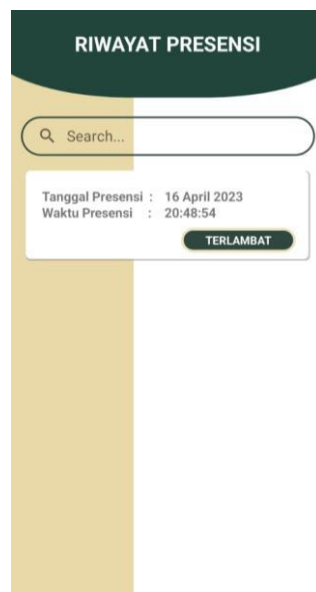 RIWAYAT PRESENSI
Search...
Tanggal Presensi : 16 April 2023
Waktu Presensi : 20:48:54
TERLAMBAT